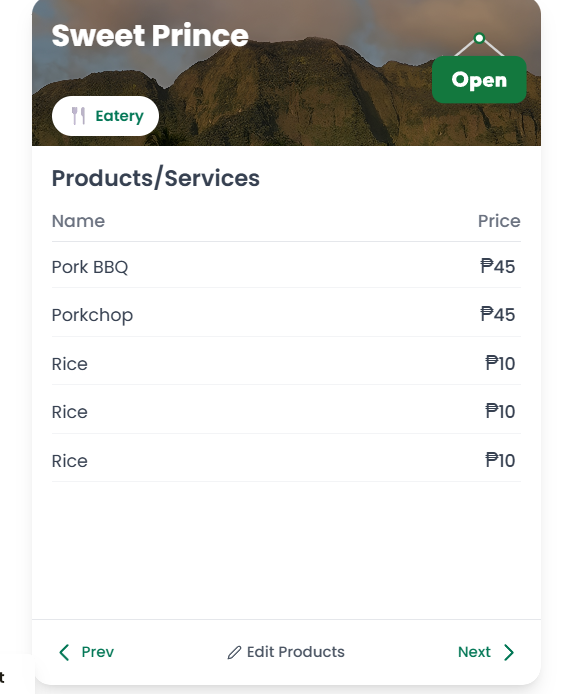 Sweet Prince
Open
Eatery
Products/Services
Name Price
Pork BBQ ₱45
Porkchop ₱45
Rice ₱10
Rice ₱10
Rice ₱10
Prev Edit Products Next
t